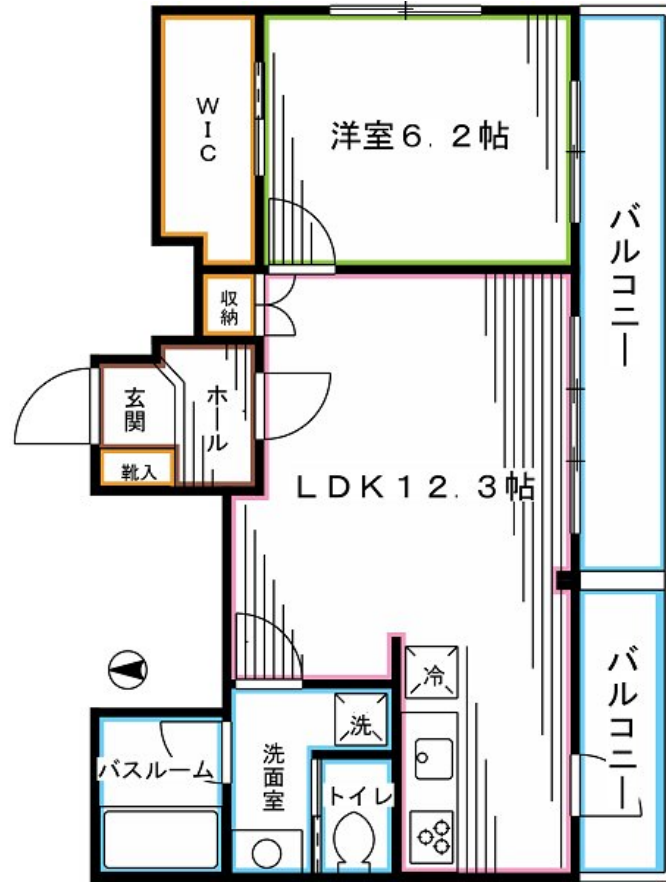 WIC
洋室6.2帖
バルコニー
収納
玄関
ホール
靴入
LDK12.3帖
冷
バルコニー
洗
バスルーム
洗面室
トイレ